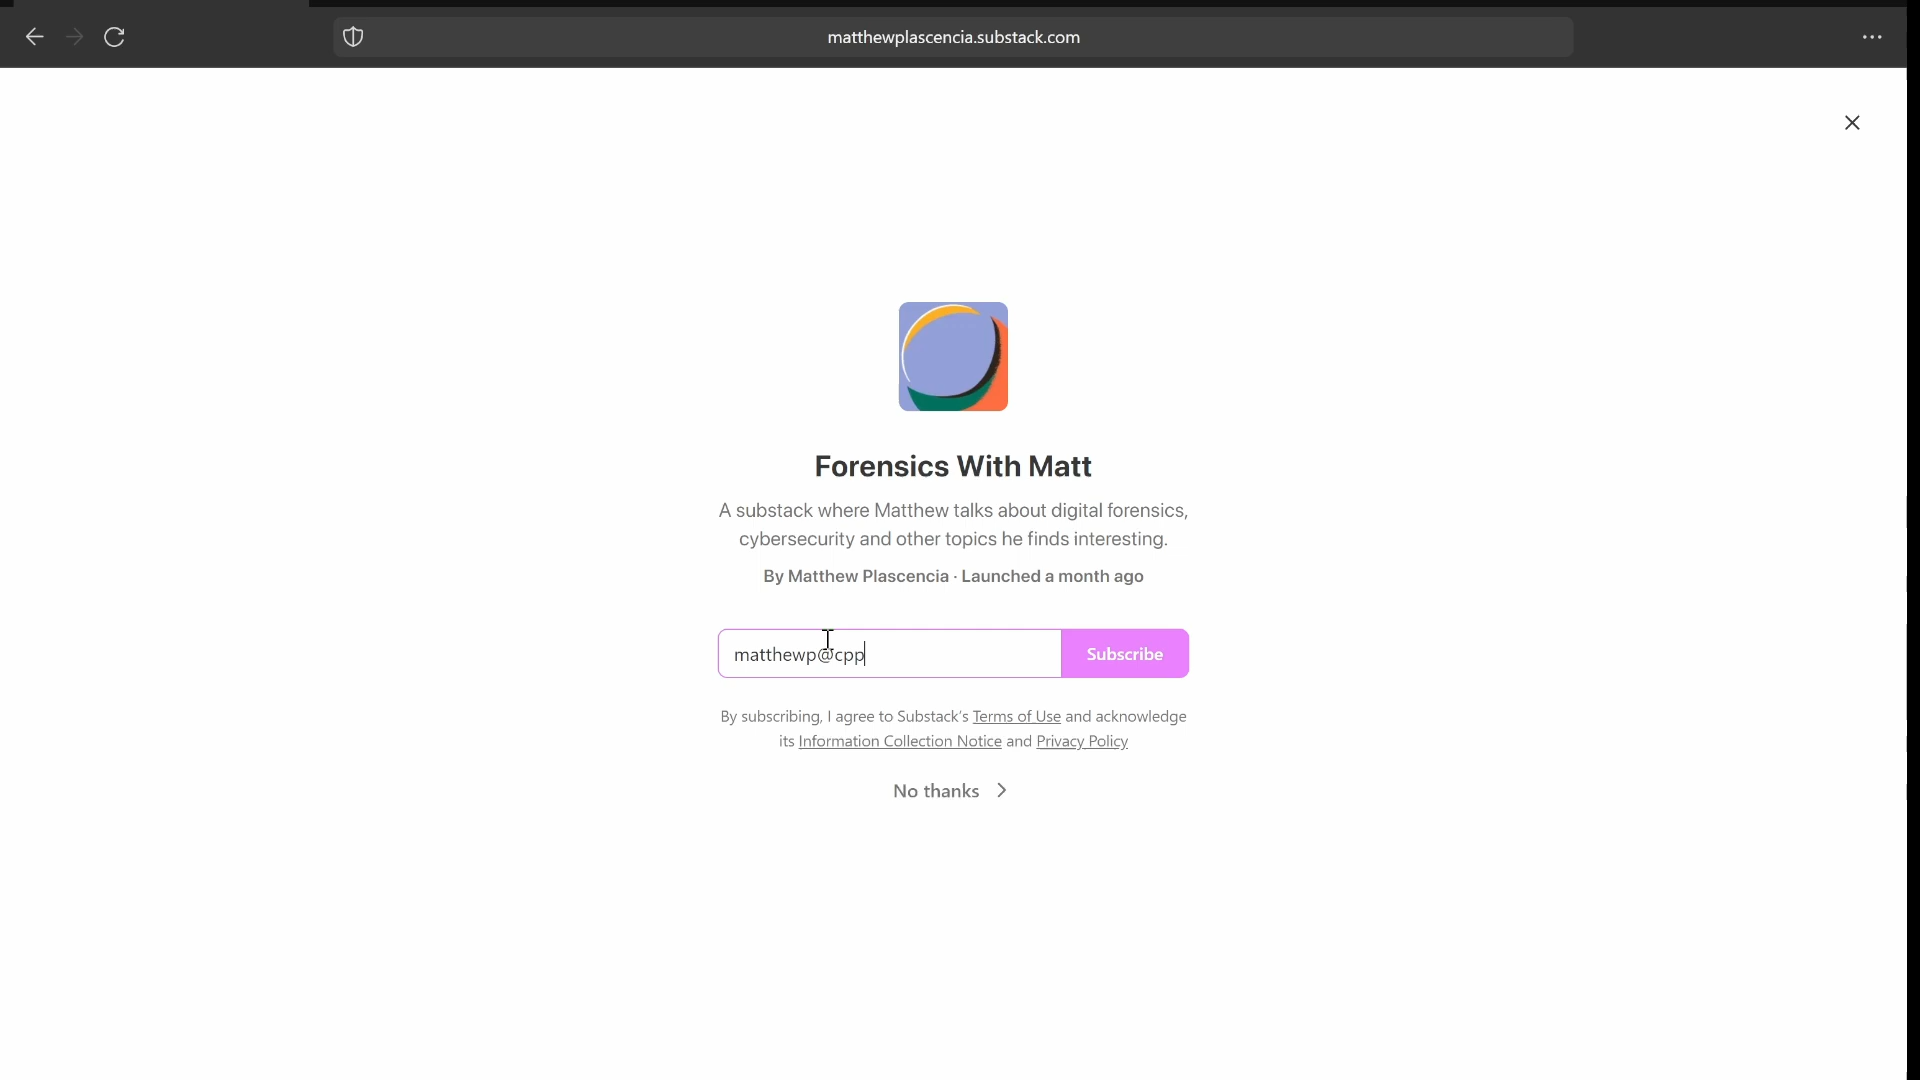 matthewplascencia.substack.com
Forensics With Matt
A substack where Matthew talks about digital forensics,
cybersecurity and other topics he finds interesting.
By Matthew Plascencia · Launched a month ago
matthewp@cpp
Subscribe
By subscribing, I agree to Substack's Terms of Use and acknowledge
its Information Collection Notice and Privacy Policy
No thanks